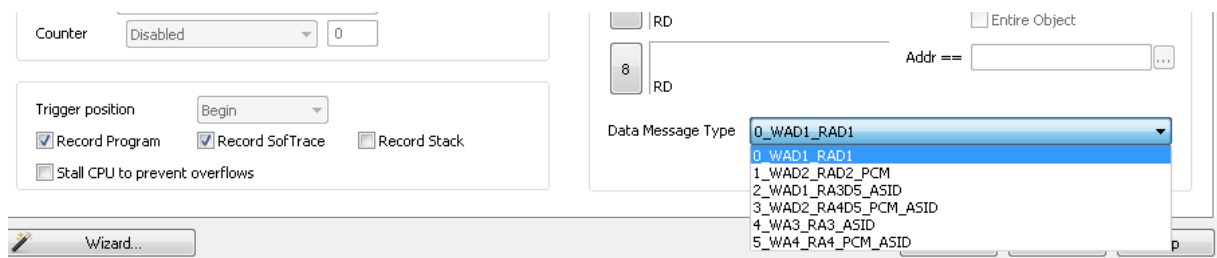 RD
Entire Object
Counter
Disabled
0
8
Addr ==
...
RD
Trigger position
Begin
Record Program
Record SofTrace
Record Stack
Stall CPU to prevent overflows
Data Message Type
0_WAD1_RAD1
0_WAD1_RAD1
1_WAD2_RAD2_PCM
2_WAD1_RA3D5_ASID
3_WAD2_RA4D5_PCM_ASID
4_WA3_RA3_ASID
5_WA4_RA4_PCM_ASID
Wizard...
p